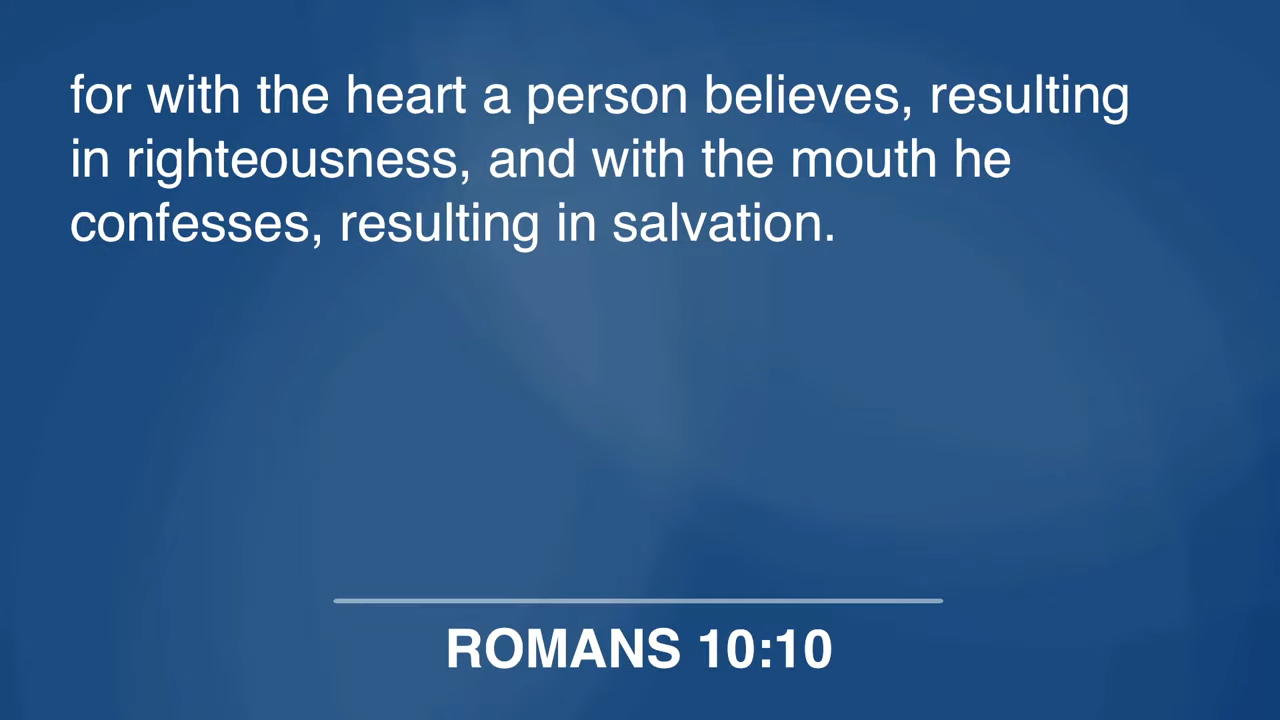 for with the heart a person believes, resulting
in righteousness, and with the mouth he
confesses, resulting in salvation.
ROMANS 10:10